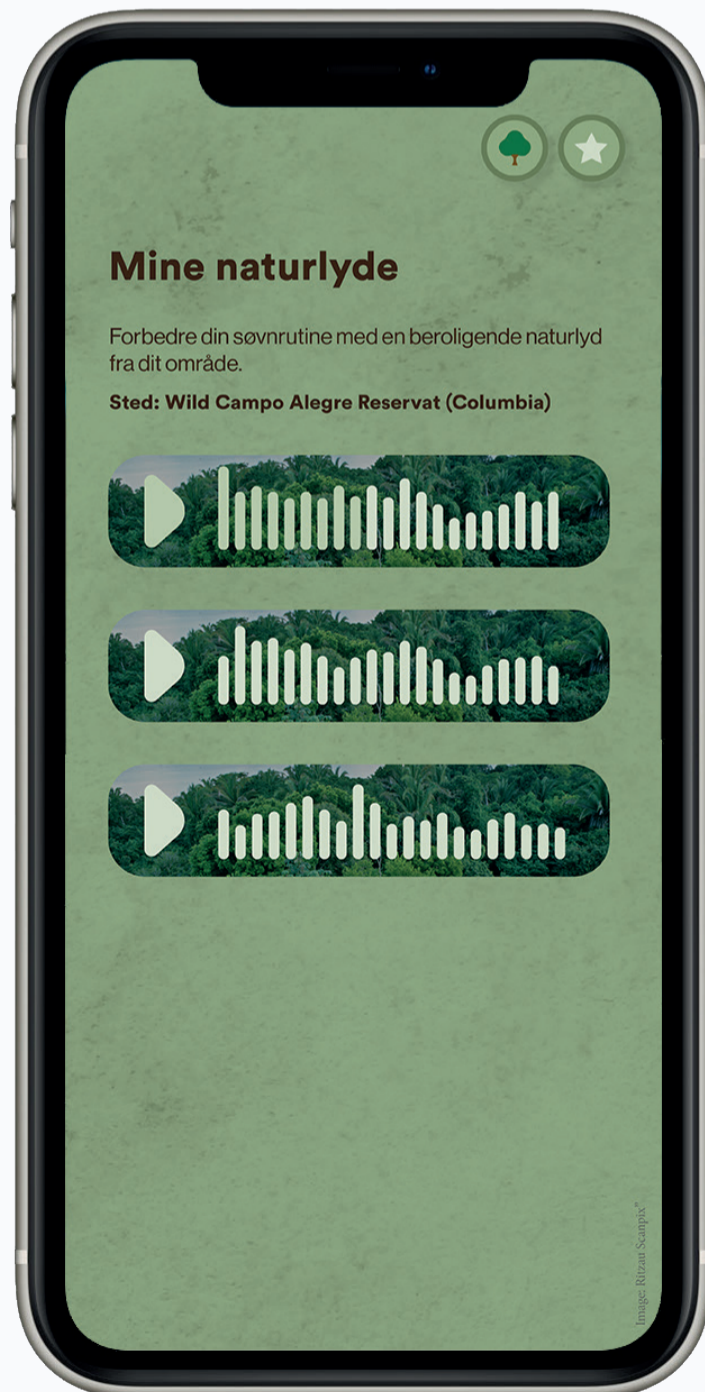 Mine naturlyde
Forbedre din søvnrutine med en beroligende naturlyd
fra dit område.
Sted: Wild Campo Alegre Reservat (Columbia)
Image: Ritzau Scanpix"